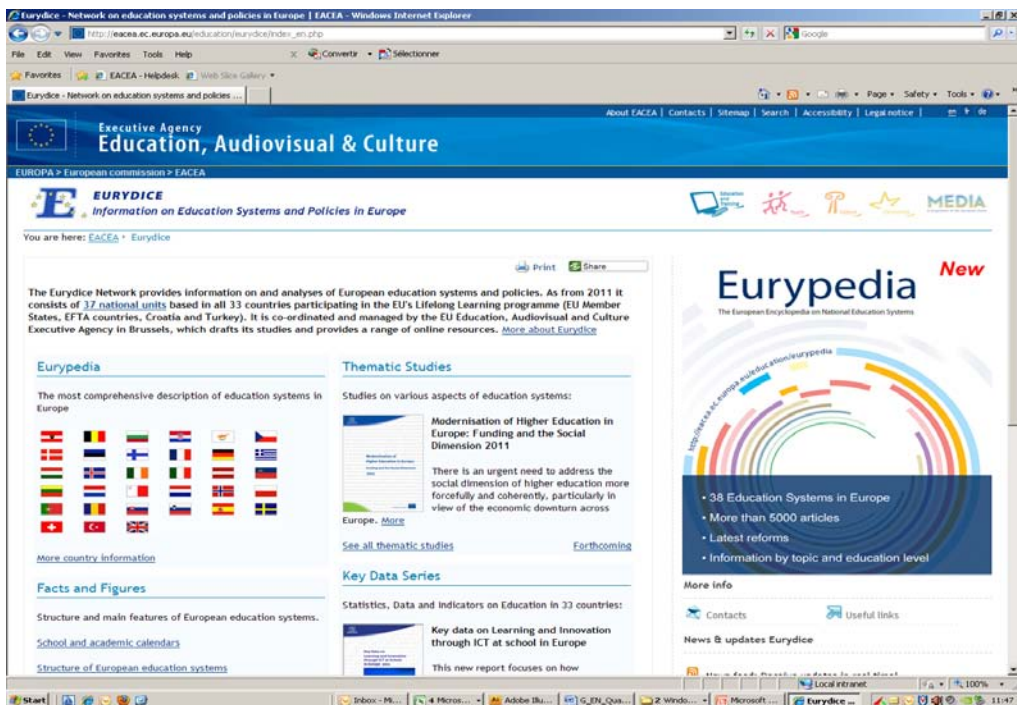 Eurydice - Network on education systems and policies in Europe | EACEA - Windows Internet Explorer
http://eacea.ec.europa.eu/education/eurydice/index_en.php
Google
File Edit View Favorites Tools Help
x Convertir Sélectionner
Favorites EACEA - Helpdesk Web Slice Gallery
Eurydice - Network on education systems and policies ...
Page Safety Tools
About EACEA | Contacts | Sitemap | Search | Accessibility | Legal notice | en fr de
Executive Agency
Education, Audiovisual & Culture
EUROPA > European commission > EACEA
EURYDICE
Information on Education Systems and Policies in Europe
Education and Training
MEDIA
You are here: EACEA Eurydice
Print Share
The Eurydice Network provides information on and analyses of European education systems and policies. As from 2011 it
consists of 37 national units based in all 33 countries participating in the EU's Lifelong Learning programme (EU Member
States, EFTA countries, Croatia and Turkey). It is co-ordinated and managed by the EU Education, Audiovisual and Culture
Executive Agency in Brussels, which drafts its studies and provides a range of online resources. More about Eurydice
Eurypedia
The most comprehensive description of education systems in
Europe
More country information
Facts and Figures
Structure and main features of European education systems.
School and academic calendars
Structure of European education systems
Thematic Studies
Studies on various aspects of education systems:
Modernisation of Higher Education in
Europe: Funding and the Social
Dimension 2011
There is an urgent need to address the
social dimension of higher education more
forcefully and coherently, particularly in
view of the economic downturn across
Europe. More
See all thematic studies Forthcoming
Key Data Series
Statistics, Data and Indicators on Education in 33 countries:
Key data on Learning and Innovation
through ICT at school in Europe
This new report focuses on how
New
Eurypedia
The European Encyclopedia on National Education Systems
http://eacea.ec.europa.eu/education/eurypedia
• 38 Education Systems in Europe
• More than 5000 articles
• Latest reforms
• Information by topic and education level
More info
Contacts Useful links
News & updates Eurydice
Local intranet 100%
Start Inbox - M... 4 Micros... Adobe Illu... G_EN_Qua... 2 Windo... Microsoft ... Eurydice ... 11:47